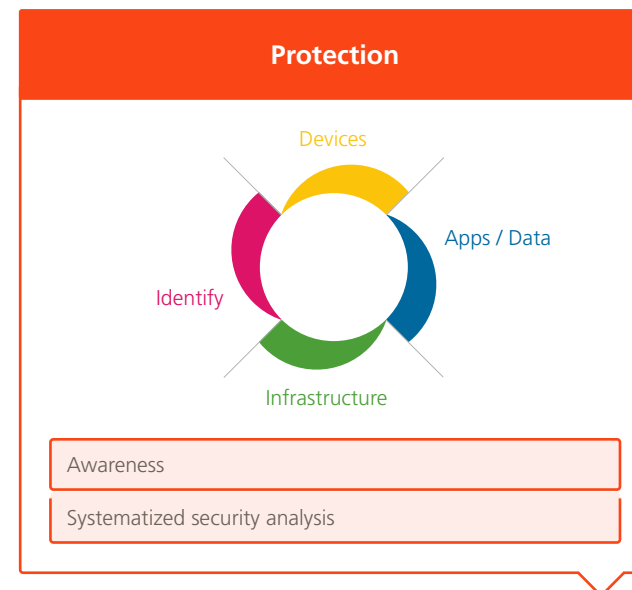 Protection
Devices
Apps / Data
Identify
Infrastructure
Awareness
Systematized security analysis